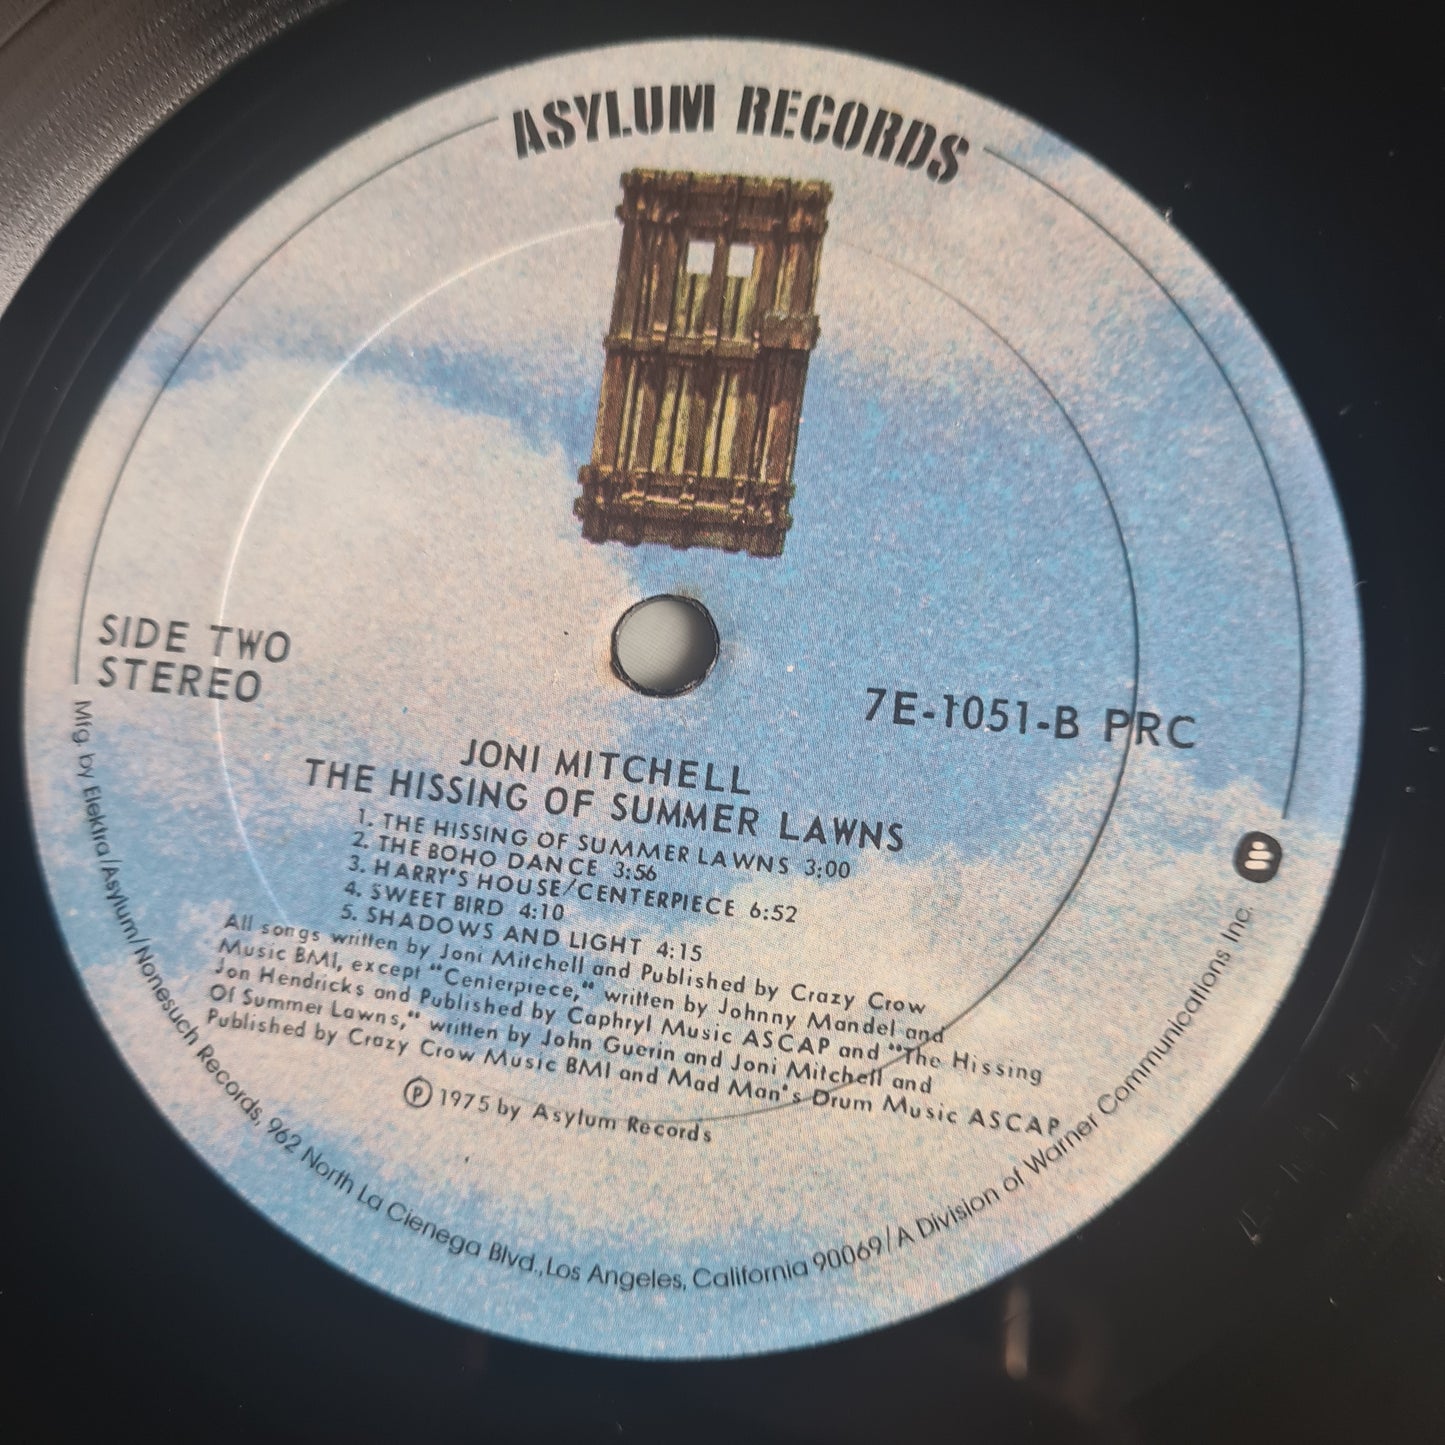 ASYLUM RECORDS
SIDE TWO
STEREO
7E-1051-B PRC
JONI MITCHELL
THE HISSING OF SUMMER LAWNS
1. THE HISSING OF SUMMER LAWNS 3:00
2. THE BOHO DANCE 3:56
3. HARRY'S HOUSE/CENTERPIECE 6:52
4. SWEET BIRD 4:10
5. SHADOWS AND LIGHT 4:15
All songs written by Joni Mitchell and Published by Crazy Crow
Music BMI, except "Centerpiece," written by Johnny Mandel and
Jon Hendricks and Published by Caphryl Music ASCAP and "The Hissing
Of Summer Lawns," written by John Guerin and Joni Mitchell and
Published by Crazy Crow Music BMI and Mad Man's Drum Music ASCAP
℗ 1975 by Asylum Records
Mfg. by Elektra/Asylum/Nonesuch Records, 962 North La Cienega Blvd., Los Angeles, California 90069/A Division of Warner Communications Inc.